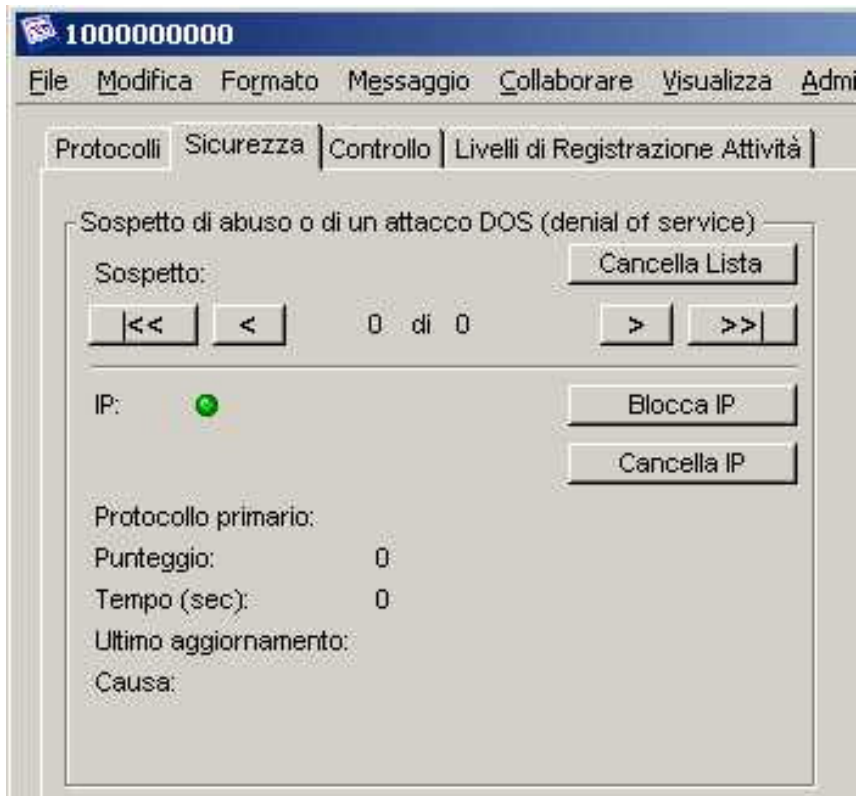 1000000000
File Modifica Formato Messaggio Collaborare Visualizza Admi
Protocolli Sicurezza Controllo Livelli di Registrazione Attività
Sospetto di abuso o di un attacco DOS (denial of service)
Sospetto: Cancella Lista
|<< < 0 di 0 > >>|
IP: Blocca IP
Cancella IP
Protocollo primario:
Punteggio: 0
Tempo (sec): 0
Ultimo aggiornamento:
Causa: